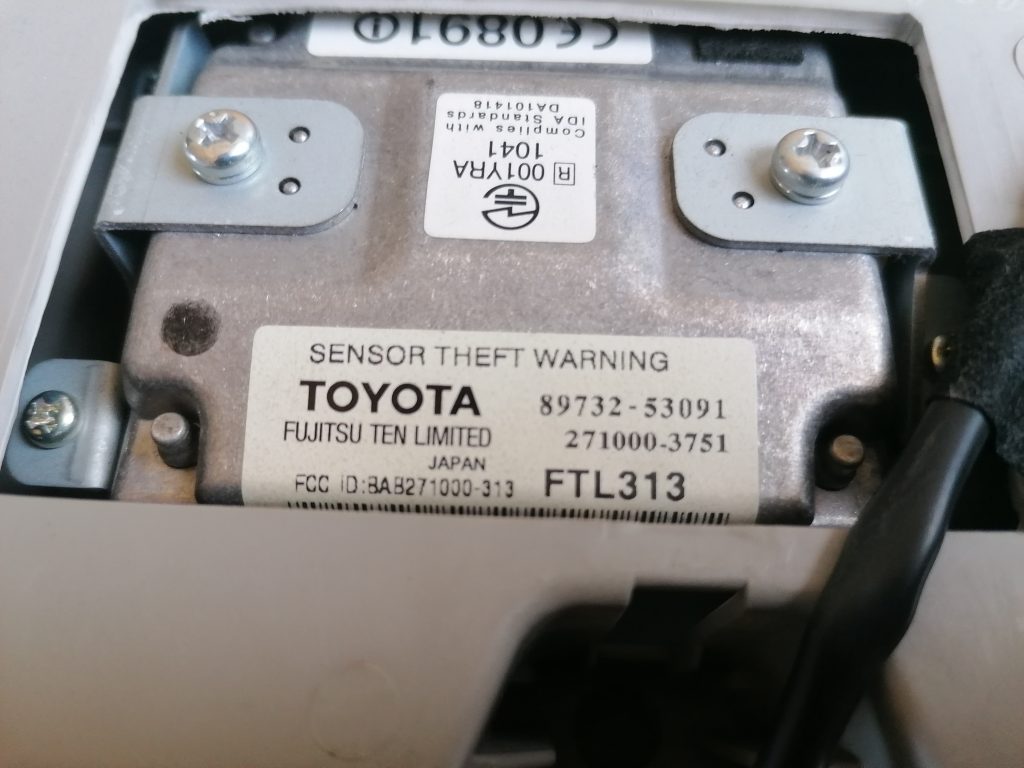 CE0891
001YRA
R 1041
Complies with
IDA Standards
DA101418
SENSOR THEFT WARNING
TOYOTA 89732-53091
FUJITSU TEN LIMITED 271000-3751
JAPAN
FCC ID:BAB271000-313 FTL313